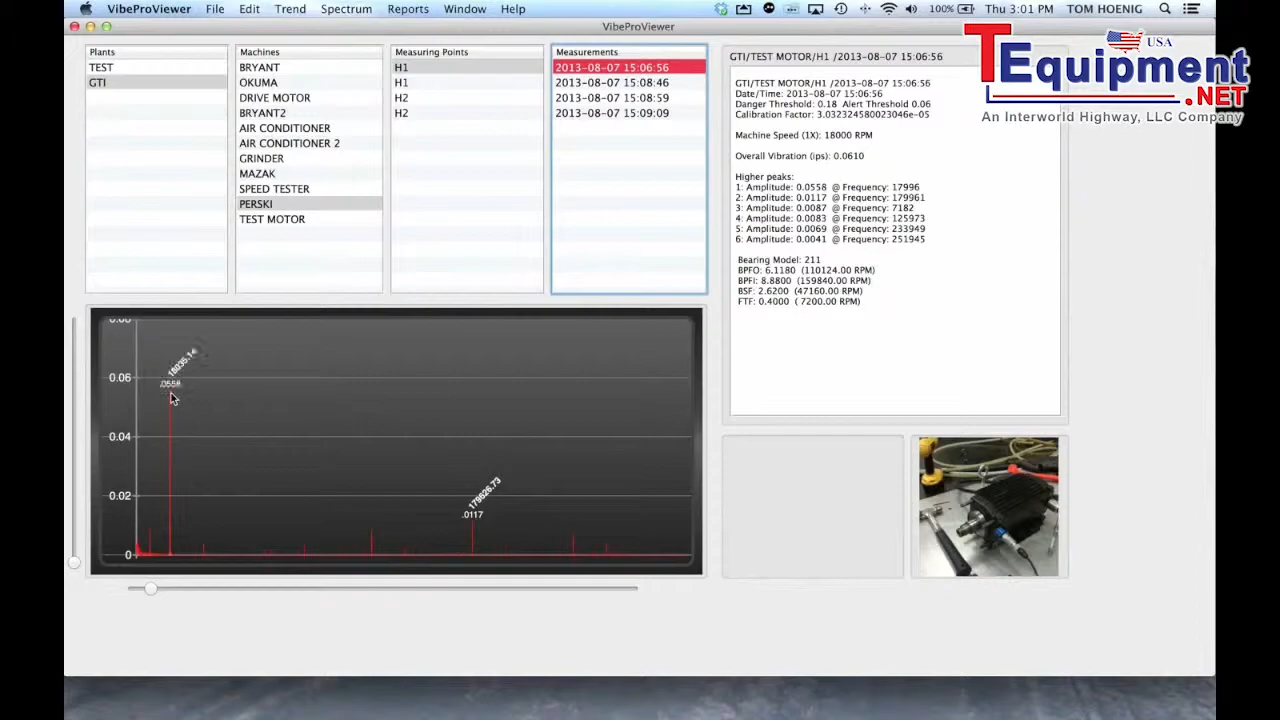 VibeProViewer File Edit Trend Spectrum Reports Window Help 100% Thu 3:01 PM TOM HOENIG
VibeProViewer
USA
TEquipment
.NET
An Interworld Highway, LLC Company
Plants
TEST
GTI
Machines
BRYANT
OKUMA
DRIVE MOTOR
BRYANT2
AIR CONDITIONER
AIR CONDITIONER 2
GRINDER
MAZAK
SPEED TESTER
PERSKI
TEST MOTOR
Measuring Points
H1
H1
H2
H2
Measurements
2013-08-07 15:06:56
2013-08-07 15:08:46
2013-08-07 15:08:59
2013-08-07 15:09:09
GTI/TEST MOTOR/H1 /2013-08-07 15:06:56
GTI/TEST MOTOR/H1 /2013-08-07 15:06:56
Date/Time: 2013-08-07 15:06:56
Danger Threshold: 0.18 Alert Threshold 0.06
Calibration Factor: 3.032324580023046e-05
Machine Speed (1X): 18000 RPM
Overall Vibration (ips): 0.0610
Higher peaks:
1: Amplitude: 0.0558 @ Frequency: 17996
2: Amplitude: 0.0117 @ Frequency: 179961
3: Amplitude: 0.0087 @ Frequency: 7182
4: Amplitude: 0.0083 @ Frequency: 125973
5: Amplitude: 0.0069 @ Frequency: 233949
6: Amplitude: 0.0041 @ Frequency: 251945
Bearing Model: 211
BPFO: 6.1180 (110124.00 RPM)
BPFI: 8.8800 (159840.00 RPM)
BSF: 2.6200 (47160.00 RPM)
FTF: 0.4000 ( 7200.00 RPM)
0.08
18035.14
0.06
.0558
0.04
179626.73
0.02
.0117
0